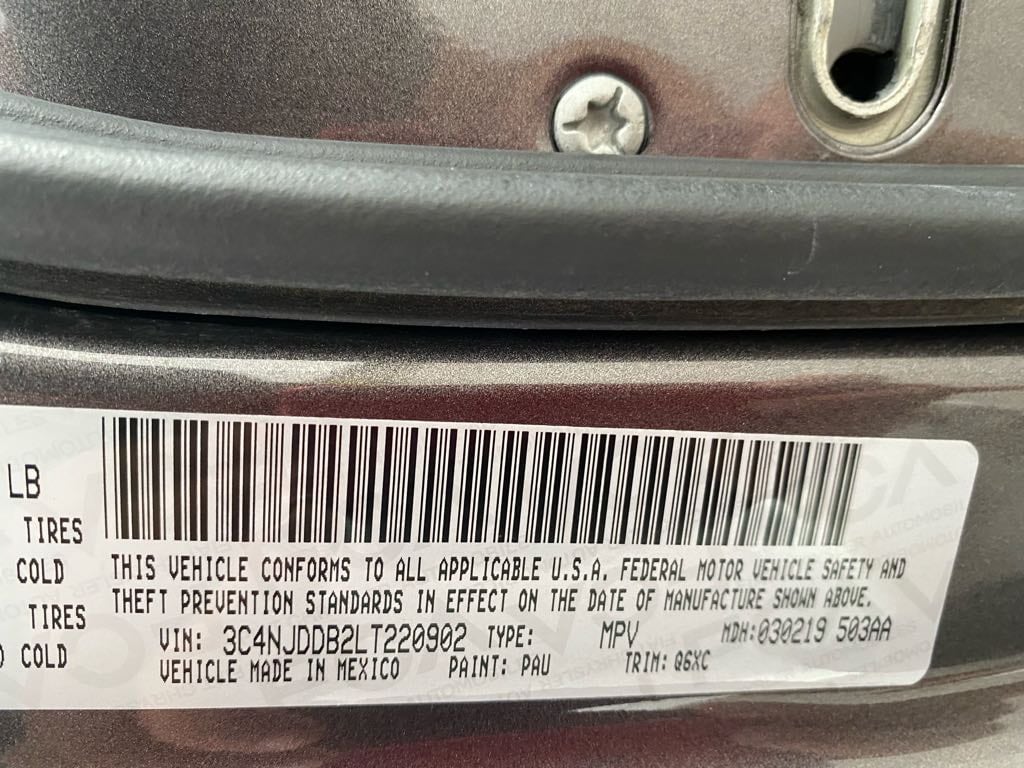 LB
TIRES
COLD
TIRES
COLD
THIS VEHICLE CONFORMS TO ALL APPLICABLE U.S.A. FEDERAL MOTOR VEHICLE SAFETY AND
THEFT PREVENTION STANDARDS IN EFFECT ON THE DATE OF MANUFACTURE SHOWN ABOVE.
VIN: 3C4NJDDB2LT220902 TYPE: MPV MDH:030219 503AA
VEHICLE MADE IN MEXICO PAINT: PAU TRIM: Q6XC